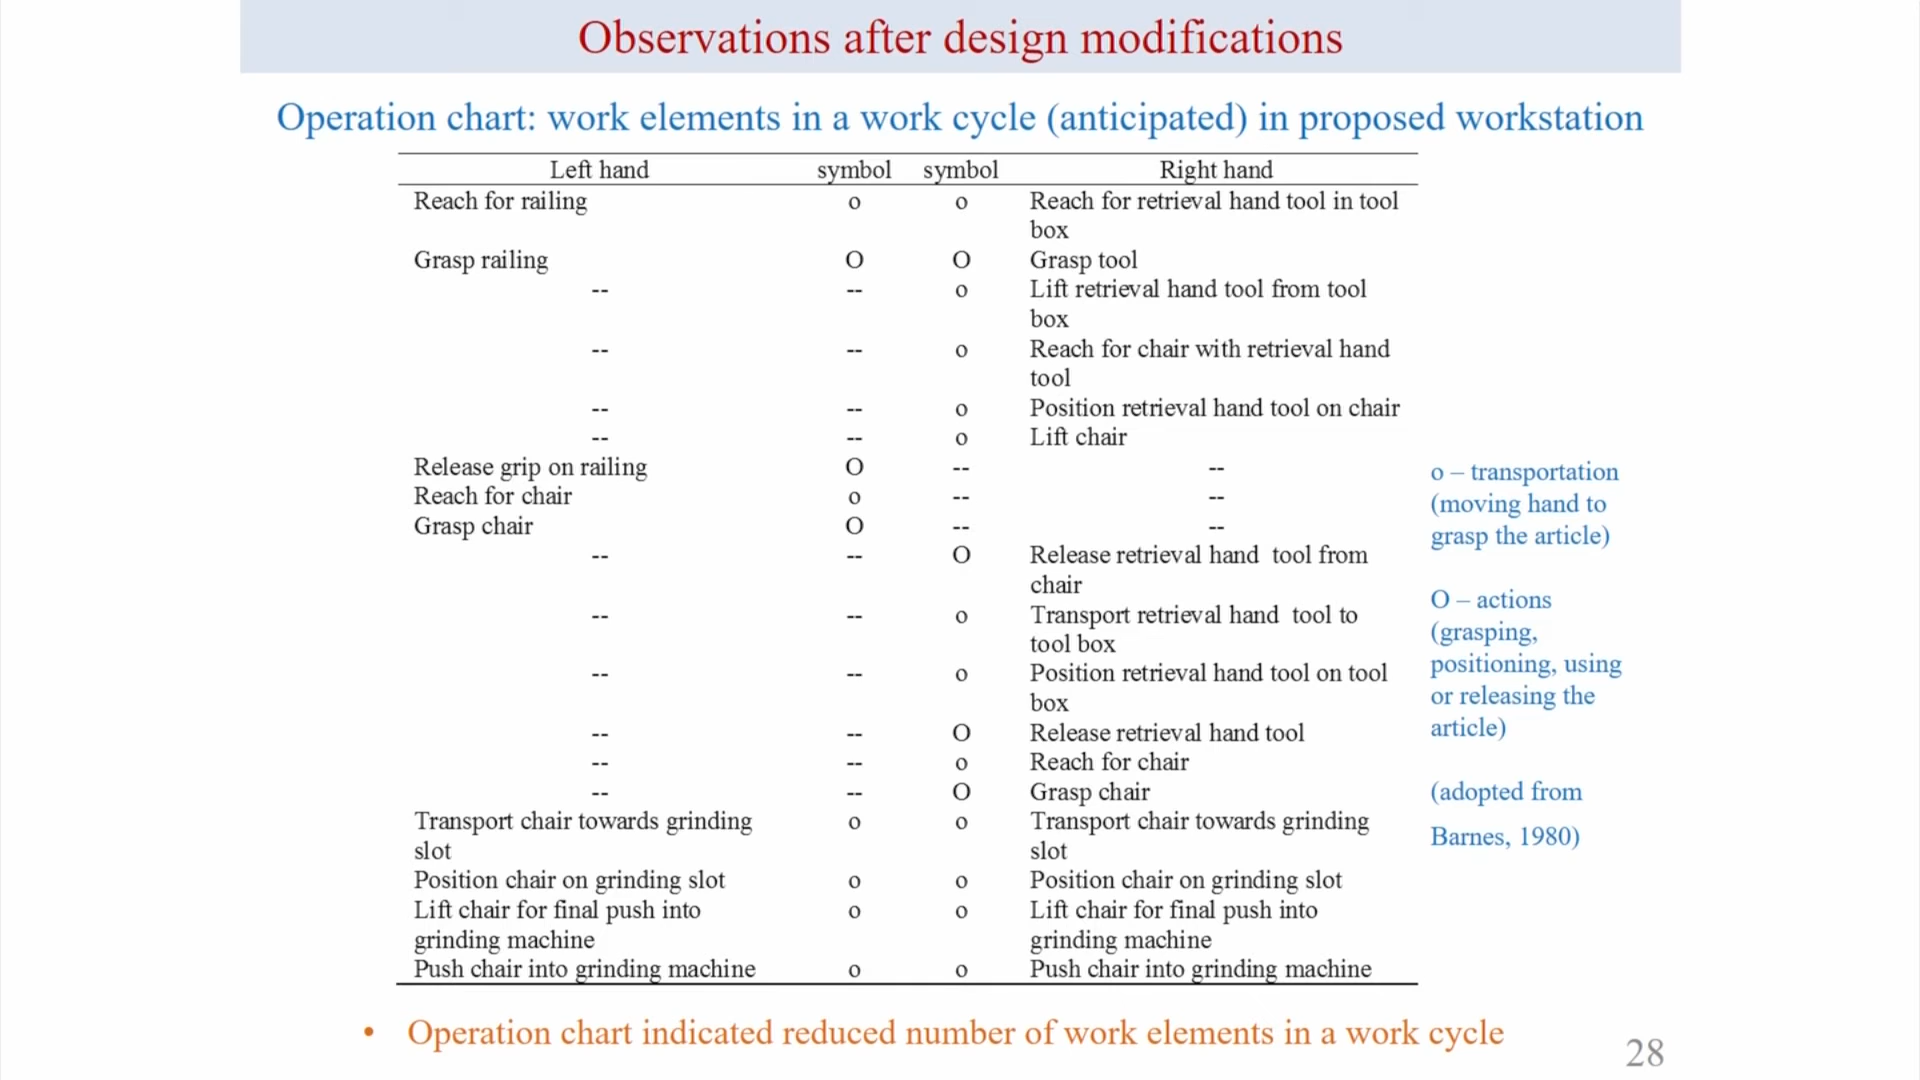 Observations after design modifications
Operation chart: work elements in a work cycle (anticipated) in proposed workstation
Left hand symbol symbol Right hand
Reach for railing o o Reach for retrieval hand tool in tool
box
Grasp railing O O Grasp tool
-- -- o Lift retrieval hand tool from tool
box
-- -- o Reach for chair with retrieval hand
tool
-- -- o Position retrieval hand tool on chair
-- -- o Lift chair
Release grip on railing O -- --
Reach for chair o -- --
Grasp chair O -- --
-- -- O Release retrieval hand tool from
chair
-- -- o Transport retrieval hand tool to
tool box
-- -- o Position retrieval hand tool on tool
box
-- -- O Release retrieval hand tool
-- -- o Reach for chair
-- -- O Grasp chair
Transport chair towards grinding o o Transport chair towards grinding
slot slot
Position chair on grinding slot o o Position chair on grinding slot
Lift chair for final push into o o Lift chair for final push into
grinding machine grinding machine
Push chair into grinding machine o o Push chair into grinding machine
o – transportation
(moving hand to
grasp the article)
O – actions
(grasping,
positioning, using
or releasing the
article)
(adopted from
Barnes, 1980)
• Operation chart indicated reduced number of work elements in a work cycle
28